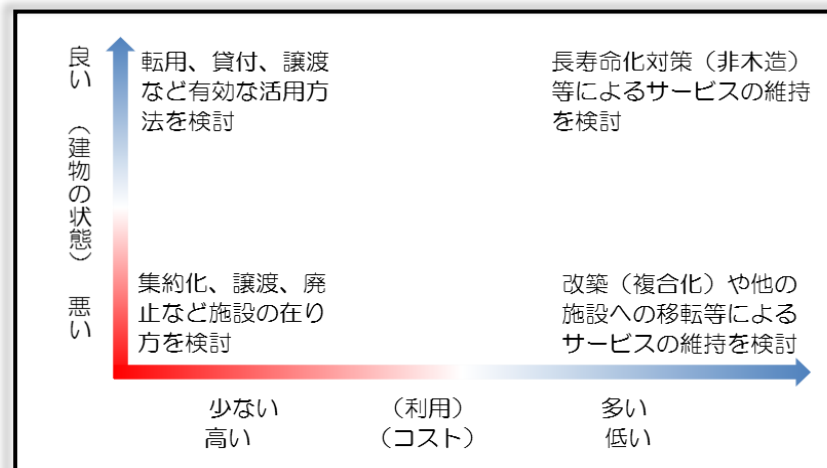 良い （建物の状態） 悪い
転用、貸付、譲渡
など有効な活用方
法を検討
長寿命化対策（非木造）
等によるサービスの維持
を検討
集約化、譲渡、廃
止など施設の在り
方を検討
改築（複合化）や他の
施設への移転等による
サービスの維持を検討
少ない （利用） 多い
高い （コスト） 低い